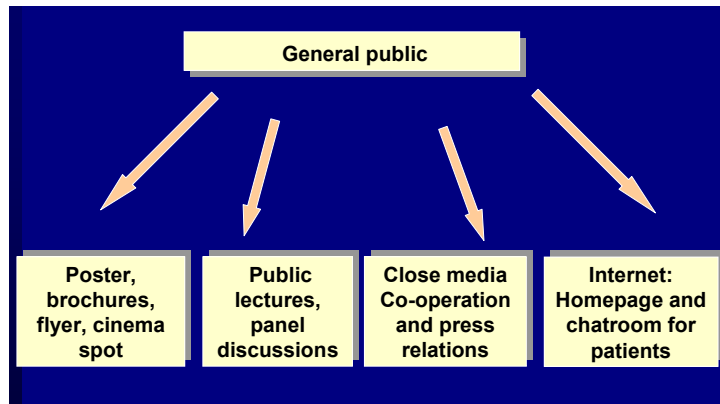 General public
Poster,
brochures,
flyer, cinema
spot
Public
lectures,
panel
discussions
Close media
Co-operation
and press
relations
Internet:
Homepage and
chatroom for
patients